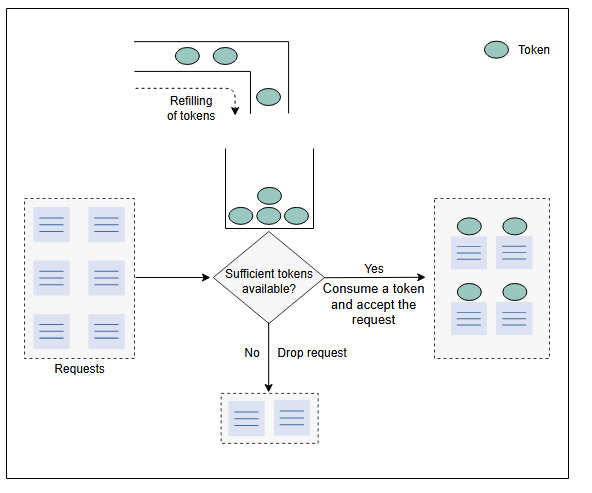 Token
Refilling
of tokens
Sufficient tokens
available?
Yes
Consume a token
and accept the
request
Requests
No
Drop request